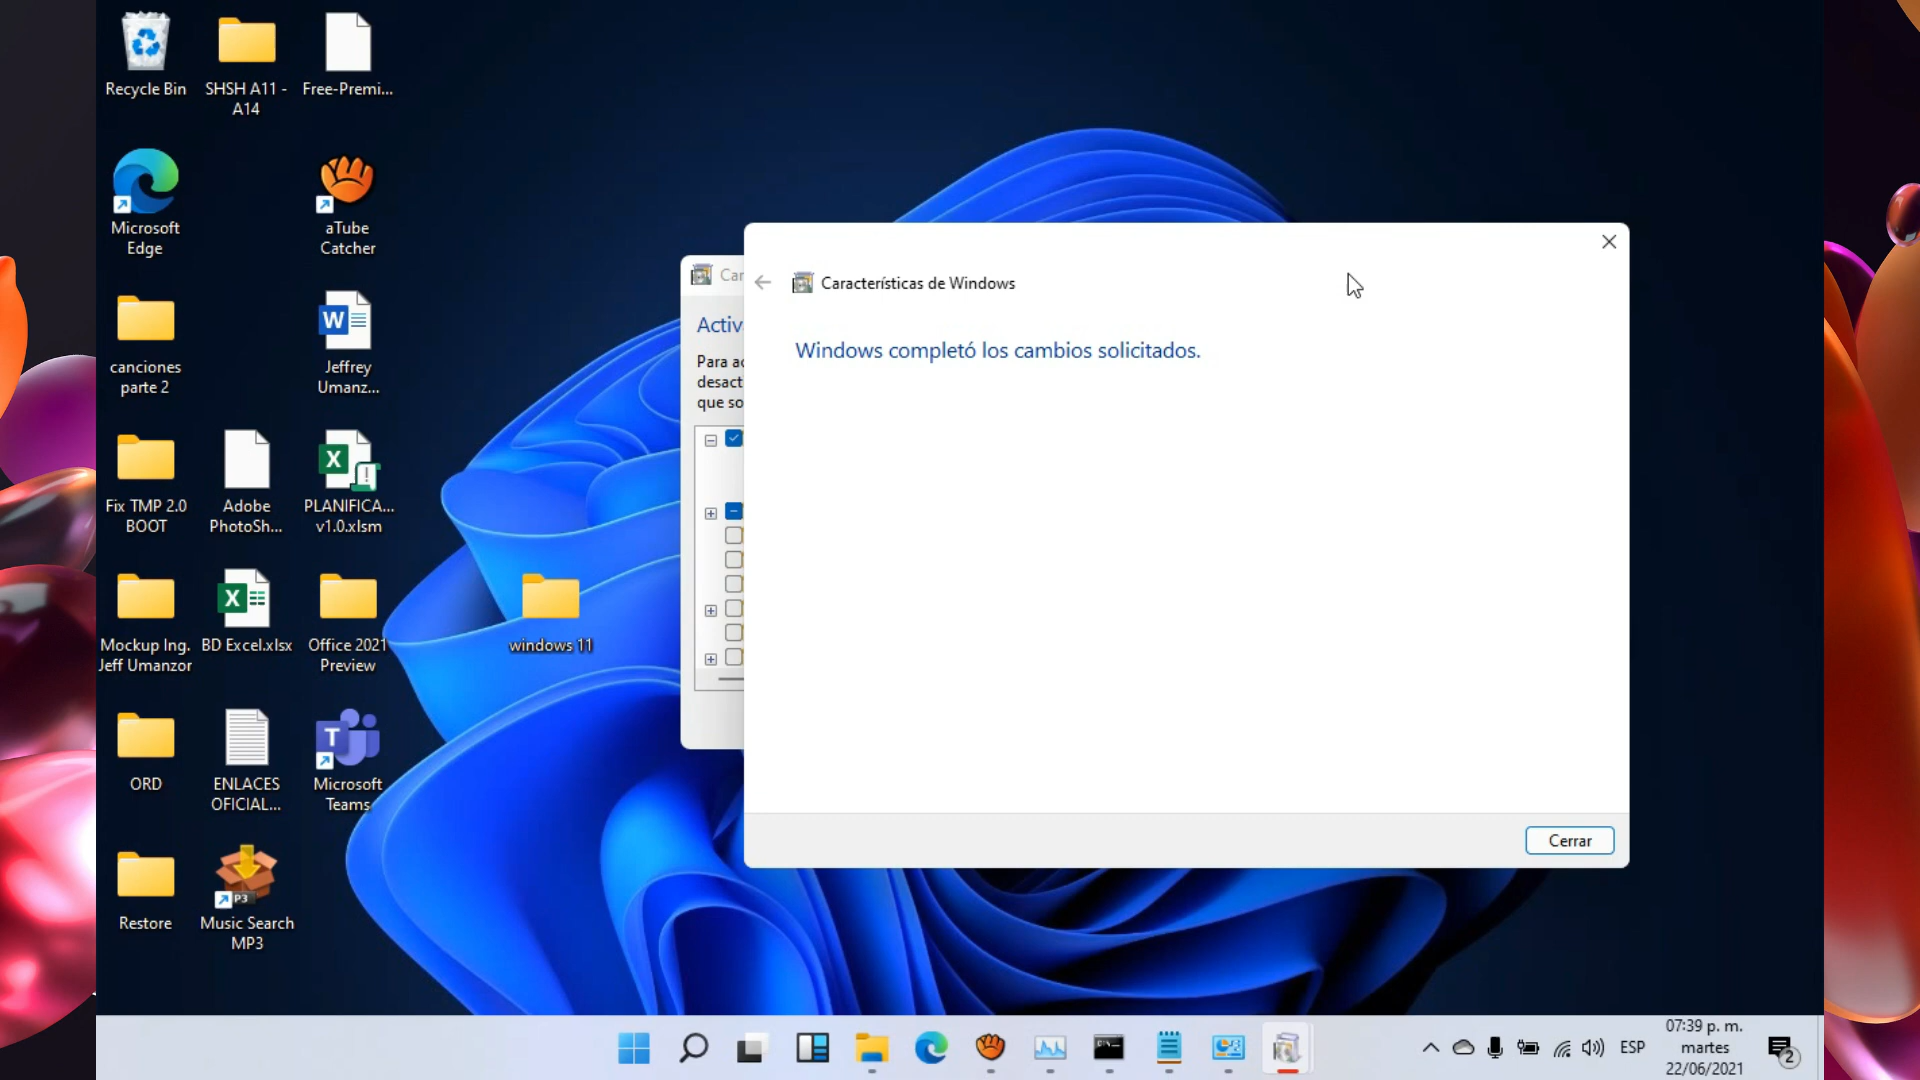 Recycle Bin
SHSH A11 -
A14
Free-Premi...
Microsoft
Edge
aTube
Catcher
canciones
parte 2
Jeffrey
Umanz...
Fix TMP 2.0
BOOT
Adobe
PhotoSh...
PLANIFICA...
v1.0.xlsm
Mockup Ing.
Jeff Umanzor
BD Excel.xlsx
Office 2021
Preview
windows 11
ORD
ENLACES
OFICIAL...
Microsoft
Teams
Restore
P3
Music Search
MP3
Car
Activ
Para ac
desact
que so
Características de Windows
Windows completó los cambios solicitados.
Cerrar
ESP
07:39 p. m.
martes
22/06/2021
2